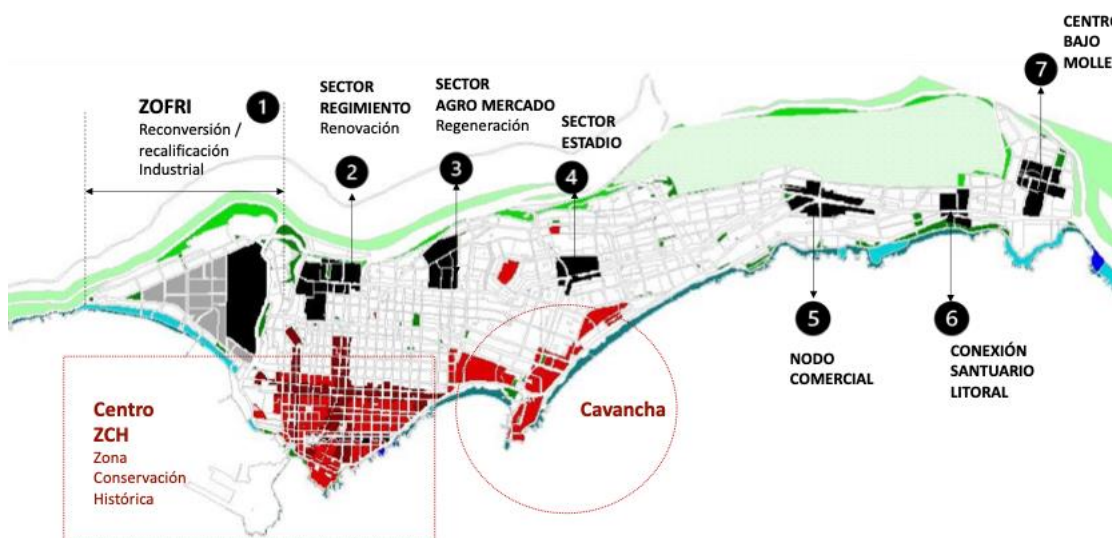 ZOFRI
Reconversión /
recalificación
Industrial
1
SECTOR
REGIMIENTO
Renovación
2
SECTOR
AGRO MERCADO
Regeneración
3
SECTOR
ESTADIO
4
CENTRO
BAJO
MOLLE
7
5
NODO
COMERCIAL
6
CONEXIÓN
SANTUARIO
LITORAL
Centro
ZCH
Zona
Conservación
Histórica
Cavancha